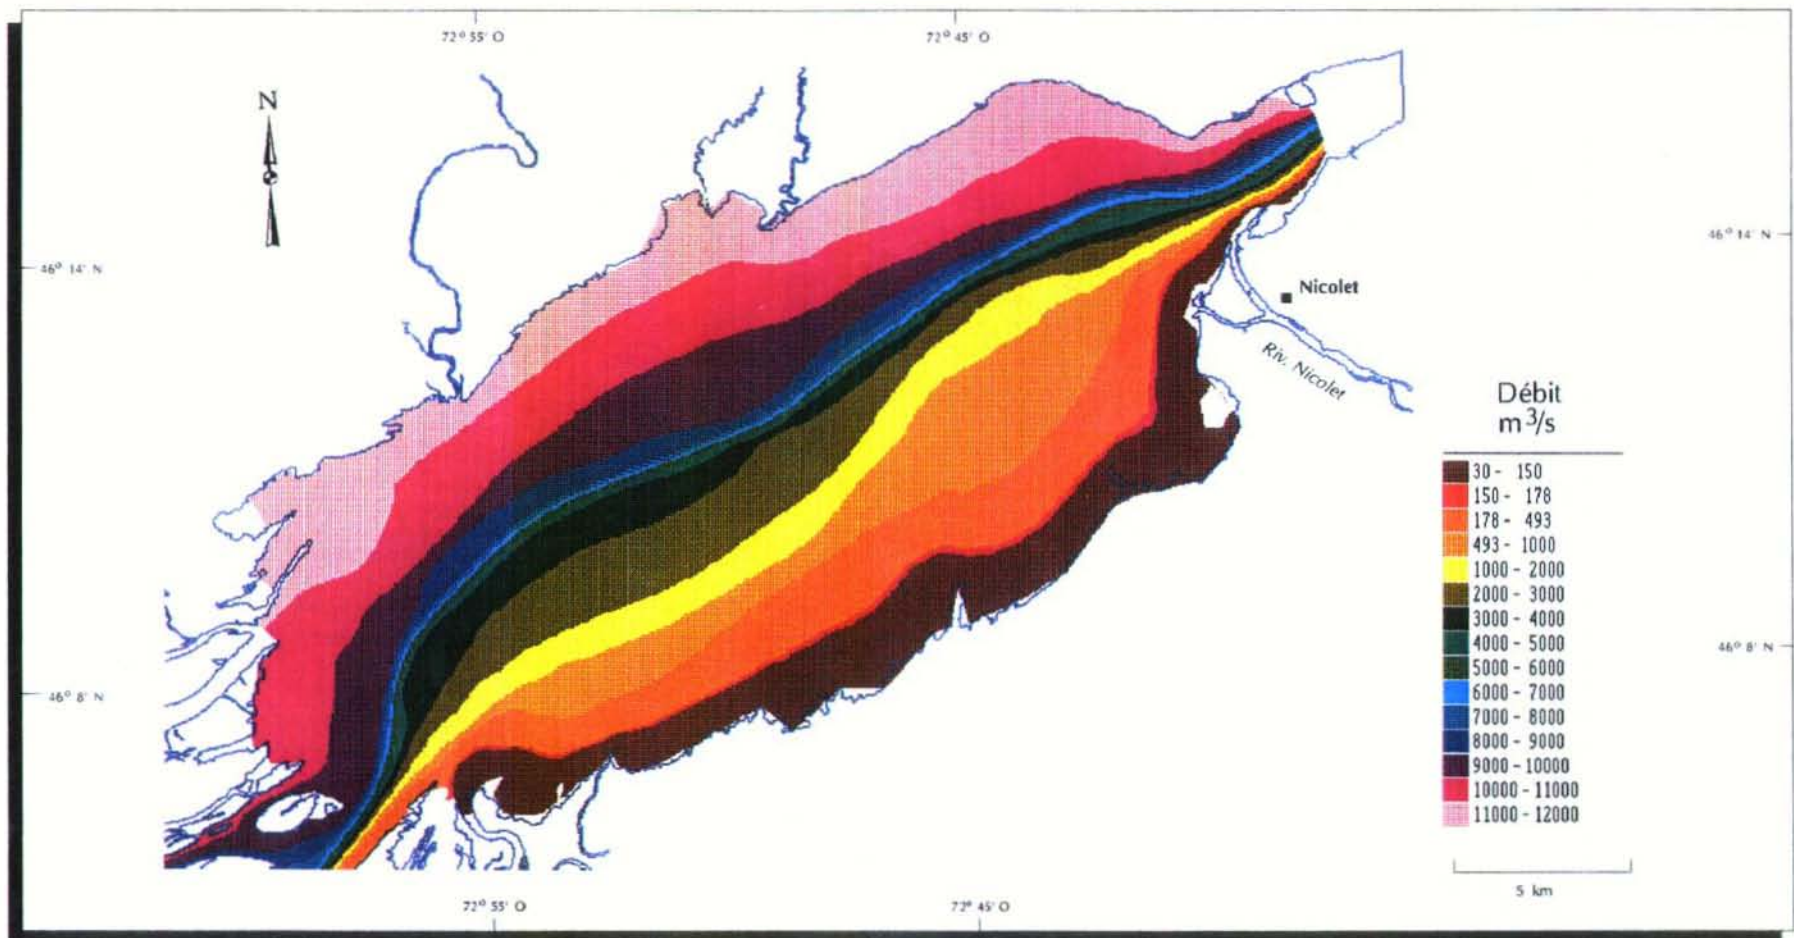 72° 55' O
72° 45' O
N
46° 14' N
46° 14' N
Nicolet
Riv. Nicolet
Débit
m³/s
30 - 150
150 - 178
178 - 493
493 - 1000
1000 - 2000
2000 - 3000
3000 - 4000
4000 - 5000
5000 - 6000
6000 - 7000
7000 - 8000
8000 - 9000
9000 - 10000
10000 - 11000
11000 - 12000
46° 8' N
46° 8' N
5 km
72° 55' O
72° 45' O